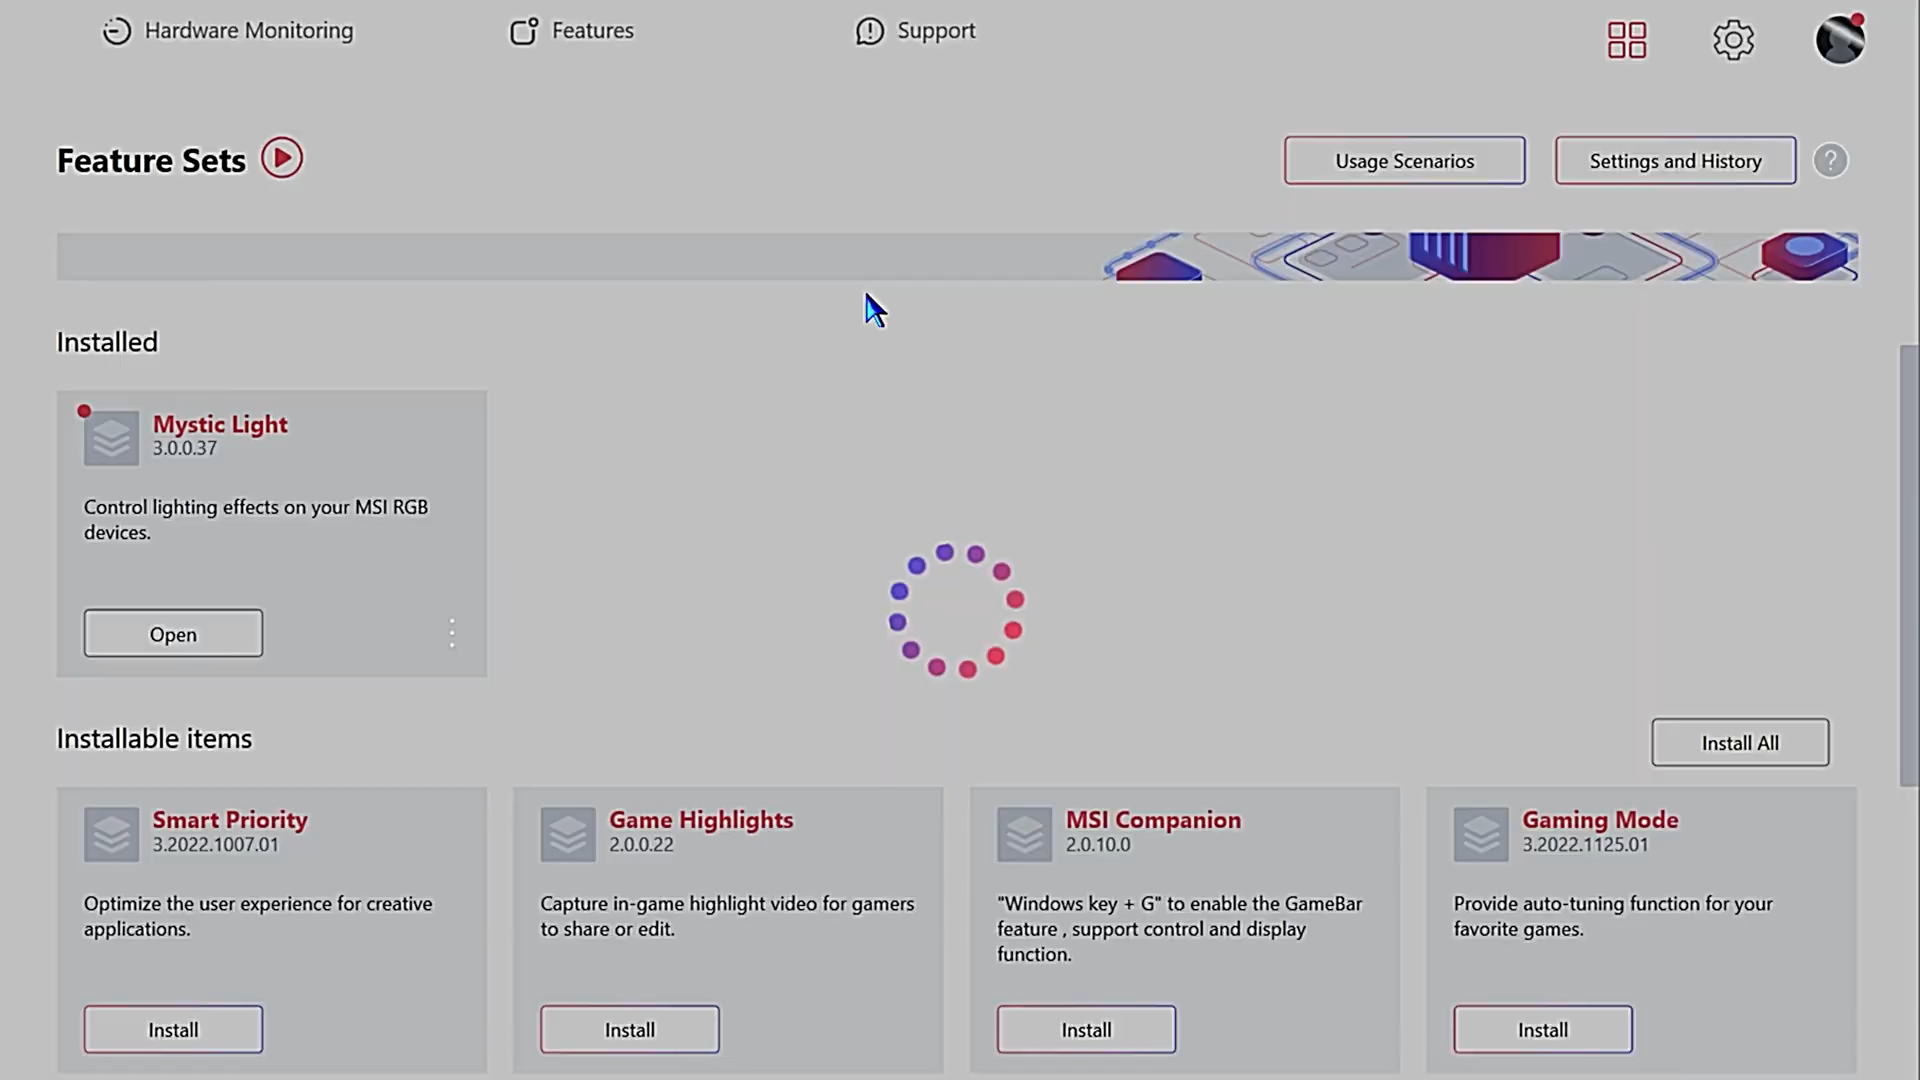 Hardware Monitoring
Features
Support
Feature Sets
Usage Scenarios
Settings and History
?
Installed
Mystic Light
3.0.0.37
Control lighting effects on your MSI RGB
devices.
Open
Installable items
Install All
Smart Priority
3.2022.1007.01
Optimize the user experience for creative
applications.
Install
Game Highlights
2.0.0.22
Capture in-game highlight video for gamers
to share or edit.
Install
MSI Companion
2.0.10.0
"Windows key + G" to enable the GameBar
feature , support control and display
function.
Install
Gaming Mode
3.2022.1125.01
Provide auto-tuning function for your
favorite games.
Install